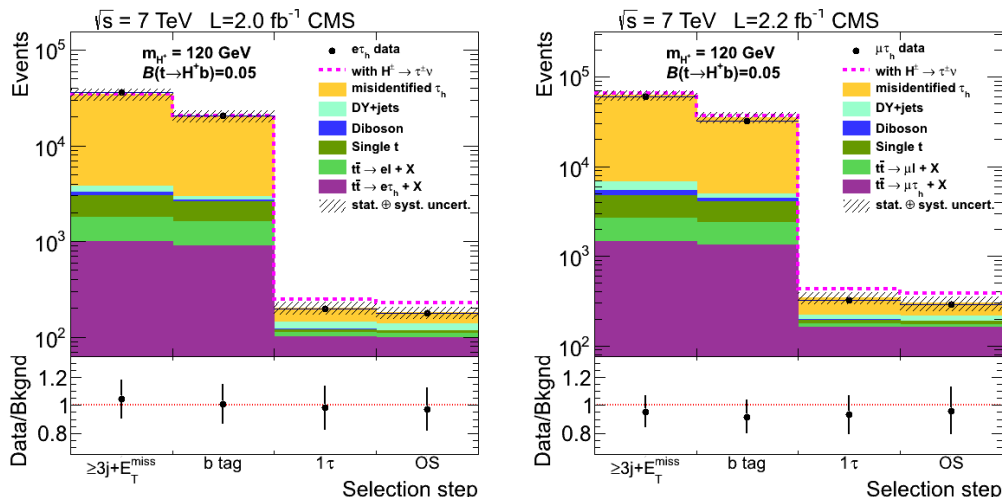 √s = 7 TeV L=2.0 fb⁻¹ CMS
Events
10⁵
10⁴
10³
10²
m_H⁺ = 120 GeV
B(t→H⁺b)=0.05
eτ_h data
with H^± → τ^±ν
misidentified τ_h
DY+jets
Diboson
Single t
tt̄ → el + X
tt̄ → eτ_h + X
stat. ⊕ syst. uncert.
Data/Bkgnd
1.2
1
0.8
≥3j+E_T^miss
b tag
1 τ
OS
Selection step
√s = 7 TeV L=2.2 fb⁻¹ CMS
Events
10⁵
10⁴
10³
10²
m_H⁺ = 120 GeV
B(t→H⁺b)=0.05
μτ_h data
with H^± → τ^±ν
misidentified τ_h
DY+jets
Diboson
Single t
tt̄ → μl + X
tt̄ → μτ_h + X
stat. ⊕ syst. uncert.
Data/Bkgnd
1.2
1
0.8
≥3j+E_T^miss
b tag
1 τ
OS
Selection step